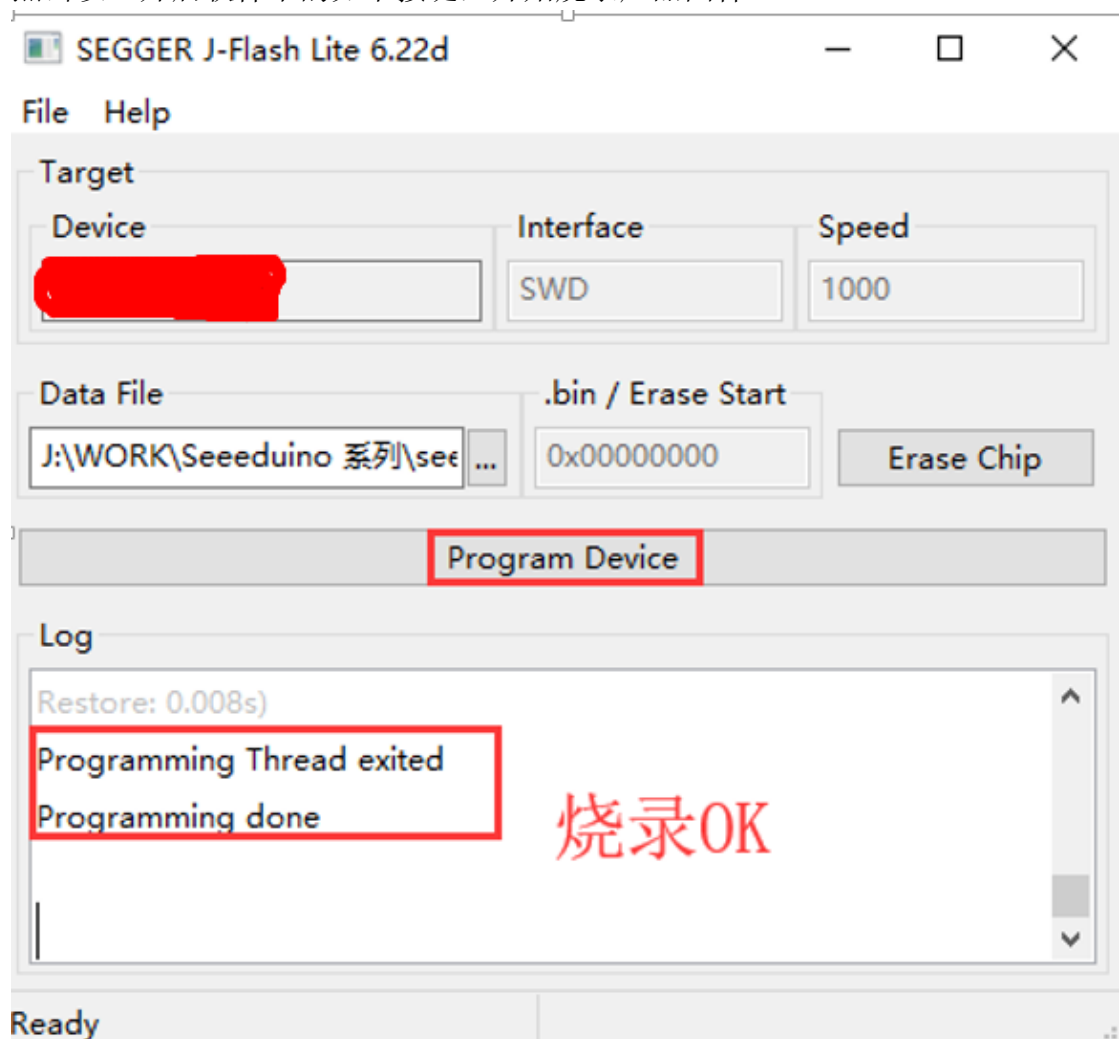 SEGGER J-Flash Lite 6.22d
File Help
Target
Device Interface Speed
SWD 1000
Data File .bin / Erase Start
J:\WORK\Seeeduino 系列\see ... 0x00000000 Erase Chip
Program Device
Log
Restore: 0.008s)
Programming Thread exited
Programming done
烧录OK
Ready